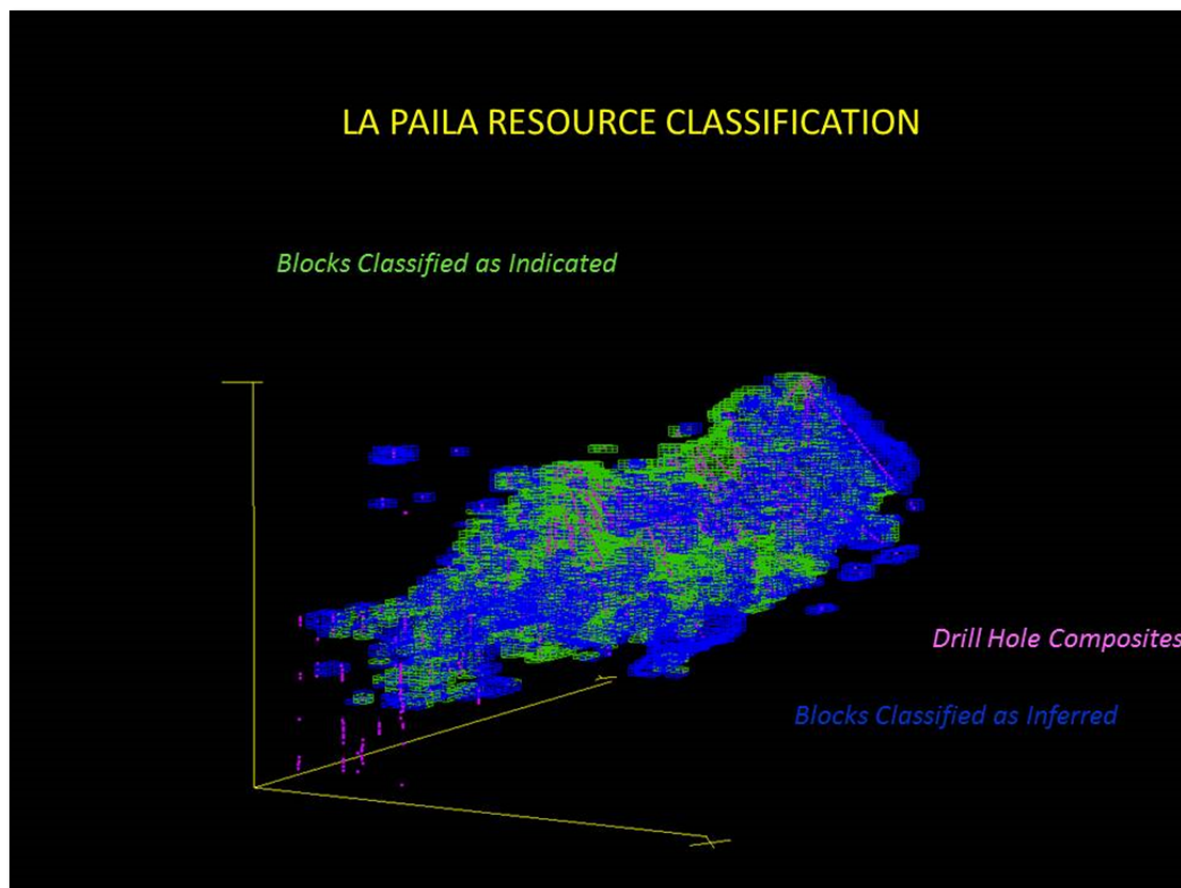 LA PAILA RESOURCE CLASSIFICATION
Blocks Classified as Indicated
Drill Hole Composites
Blocks Classified as Inferred